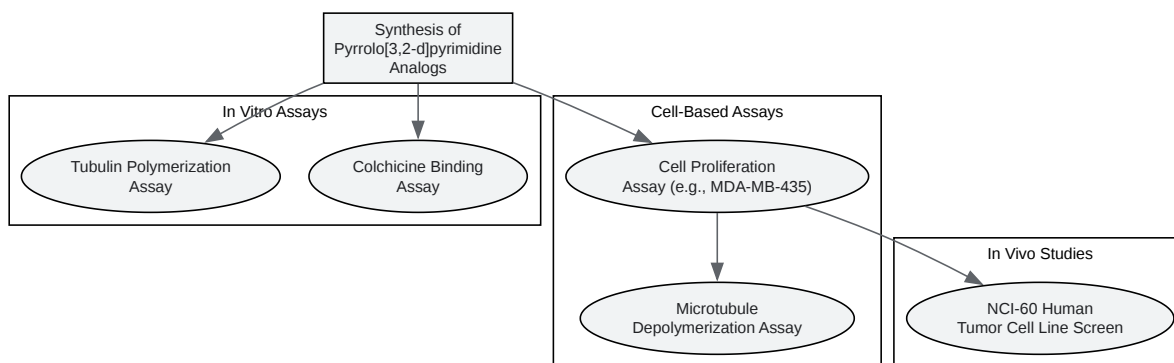 Synthesis of
Pyrrolo[3,2-d]pyrimidine
Analogs
In Vitro Assays
Cell-Based Assays
Tubulin Polymerization
Assay
Colchicine Binding
Assay
Cell Proliferation
Assay (e.g., MDA-MB-435)
In Vivo Studies
Microtubule
Depolymerization Assay
NCI-60 Human
Tumor Cell Line Screen